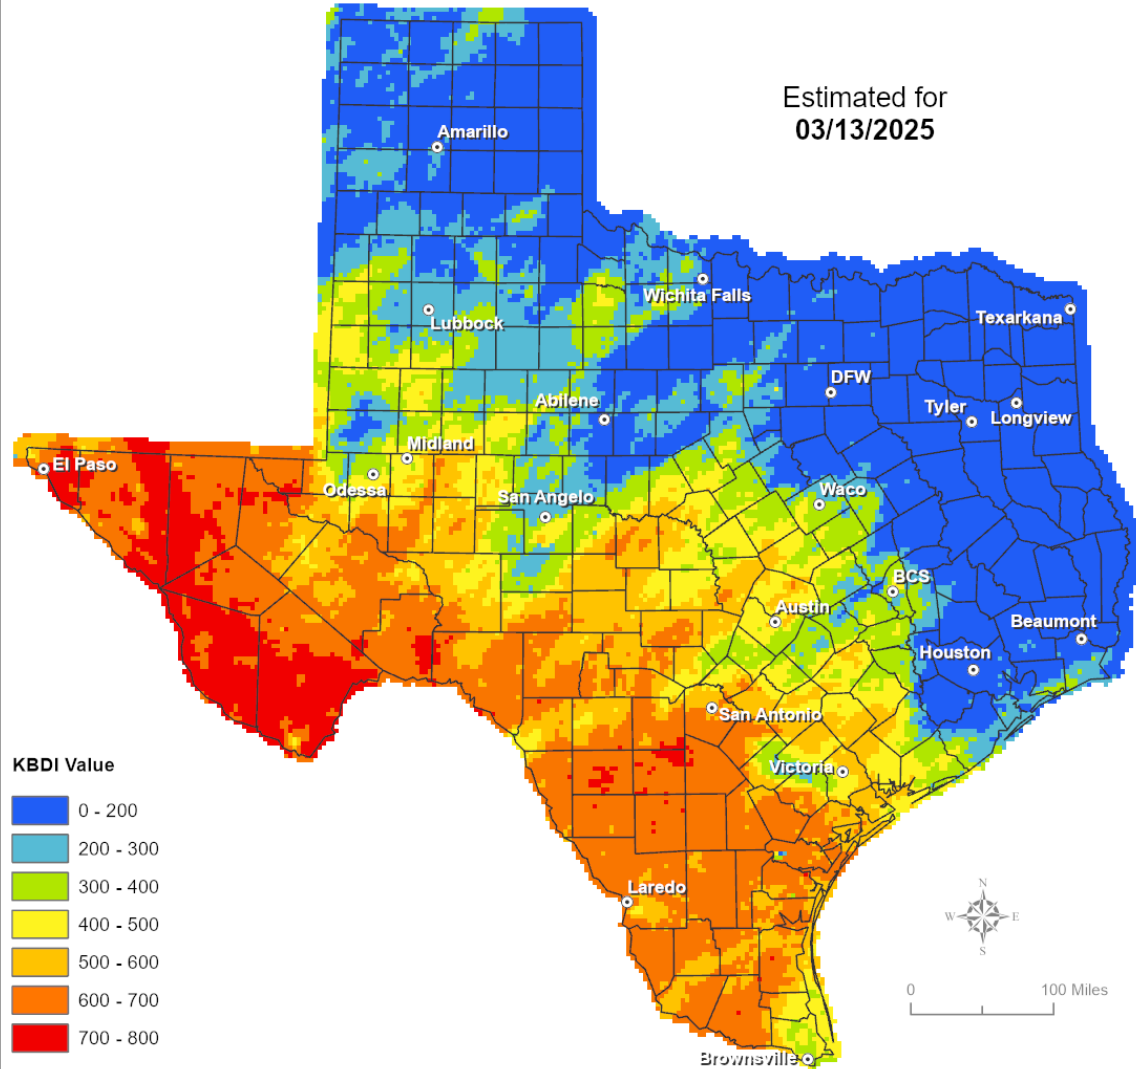 Estimated for
03/13/2025
Amarillo
Wichita Falls
Lubbock
Texarkana
DFW
Abilene
Tyler
Longview
Midland
El Paso
Odessa
San Angelo
Waco
BCS
Austin
Beaumont
Houston
San Antonio
Victoria
Laredo
Brownsville
KBDI Value
0 - 200
200 - 300
300 - 400
400 - 500
500 - 600
600 - 700
700 - 800
N
W E
S
0 100 Miles